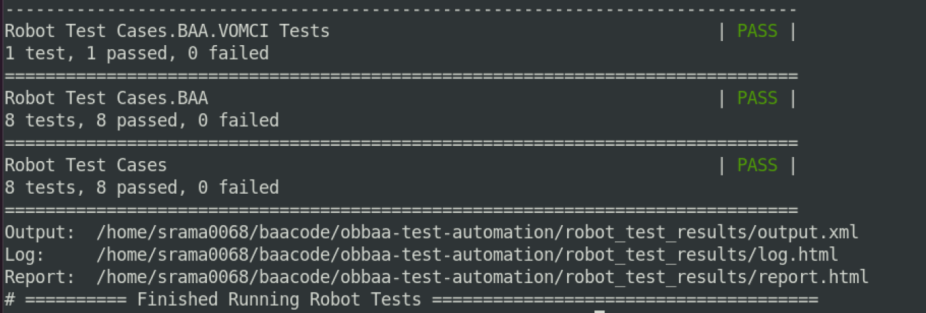 ------------------------------------------------------------------------------
Robot Test Cases.BAA.VOMCI Tests | PASS |
1 test, 1 passed, 0 failed
==============================================================================
Robot Test Cases.BAA | PASS |
8 tests, 8 passed, 0 failed
==============================================================================
Robot Test Cases | PASS |
8 tests, 8 passed, 0 failed
==============================================================================
Output:  /home/srama0068/baacode/obbaa-test-automation/robot_test_results/output.xml
Log:     /home/srama0068/baacode/obbaa-test-automation/robot_test_results/log.html
Report:  /home/srama0068/baacode/obbaa-test-automation/robot_test_results/report.html
# ========== Finished Running Robot Tests ======================================